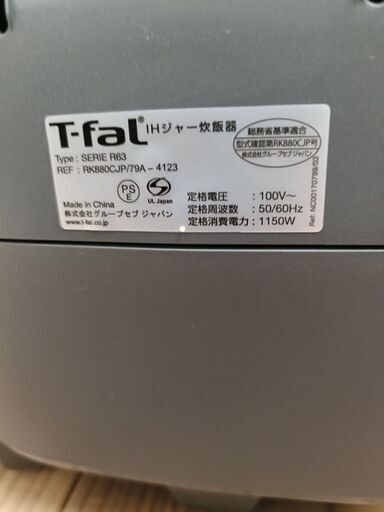 T-fal® IHジャー炊飯器
Type : SERIE R63
REF : RK880CJP/79A - 4123
総務省基準適合
型式確認第RK880CJP号
株式会社グループセブ ジャパン
PS
E
UL Japan
Made in China
株式会社グループセブ ジャパン
www.t-fal.co.jp
定格電圧 : 100V~
定格周波数 : 50/60Hz
定格消費電力 : 1150W
Ref: NC00170799/03